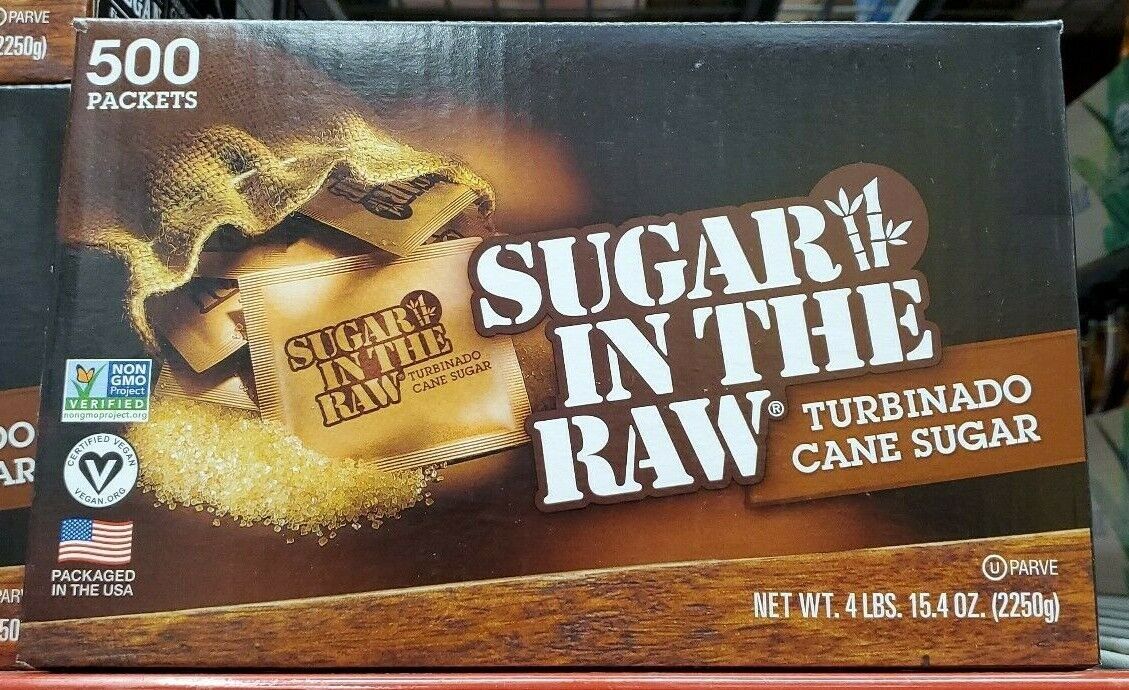 PARVE
2250g)
500
PACKETS
SUGAR
IN THE
RAW®
TURBINADO
CANE SUGAR
SUGAR
IN THE
RAW
TURBINADO
CANE SUGAR
NON
GMO
Project
VERIFIED
nongmoproject.org
CERTIFIED VEGAN
VEGAN.ORG
PACKAGED
IN THE USA
U PARVE
NET WT. 4 LBS. 15.4 OZ. (2250g)